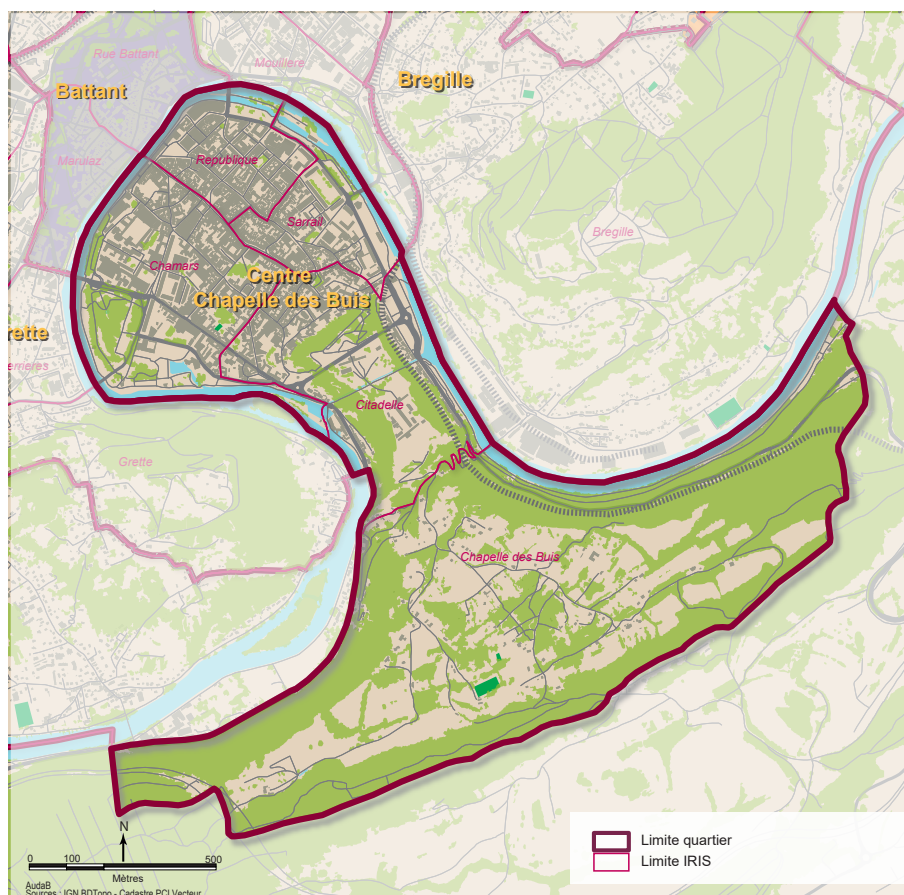 Rue Battant
Mouillère
Battant
Bregille
Marulaz
République
Sarrail
Bregille
Chamars
Centre
Chapelle des Buis
rette
Citadelle
Grette
Chapelle des Buis
N
0 100 500
Mètres
AudaB
Sources : IGN BDTopo - Cadastre PCI Vecteur
Limite quartier
Limite IRIS